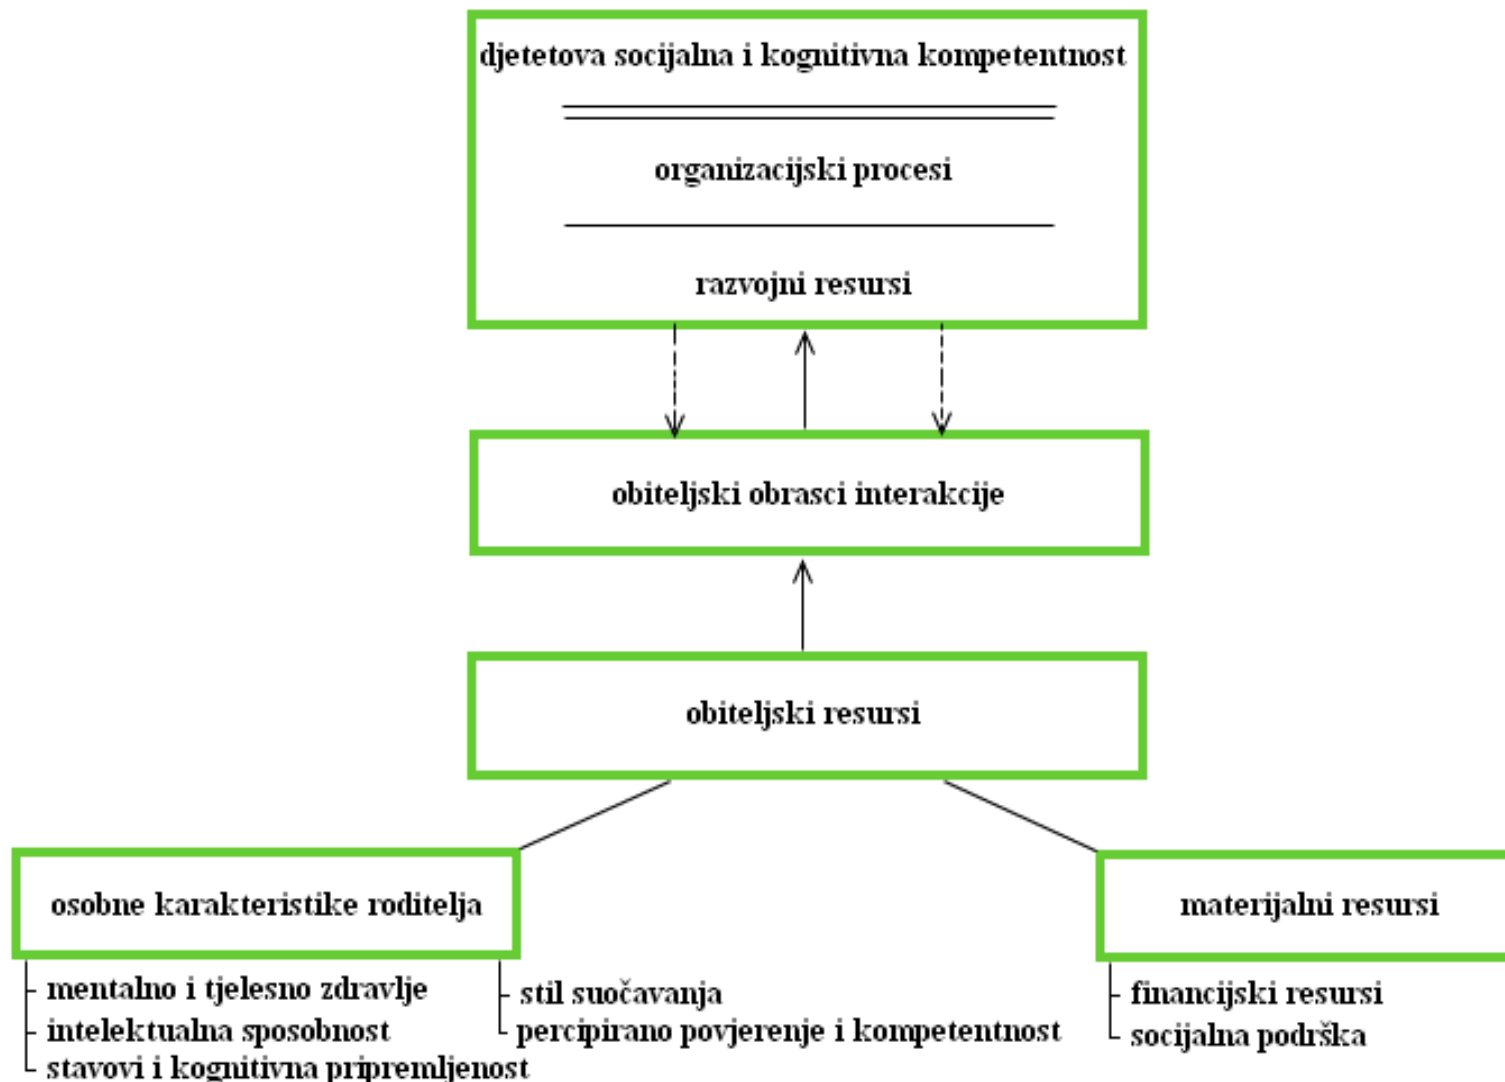 djetetova socijalna i kognitivna kompetentnost
organizacijski procesi
razvojni resursi
obiteljski obrasci interakcije
obiteljski resursi
osobne karakteristike roditelja
- mentalno i tjelesno zdravlje
- intelektualna sposobnost
- stavovi i kognitivna pripremljenost
- stil suočavanja
- percipirano povjerenje i kompetentnost
materijalni resursi
- financijski resursi
- socijalna podrška